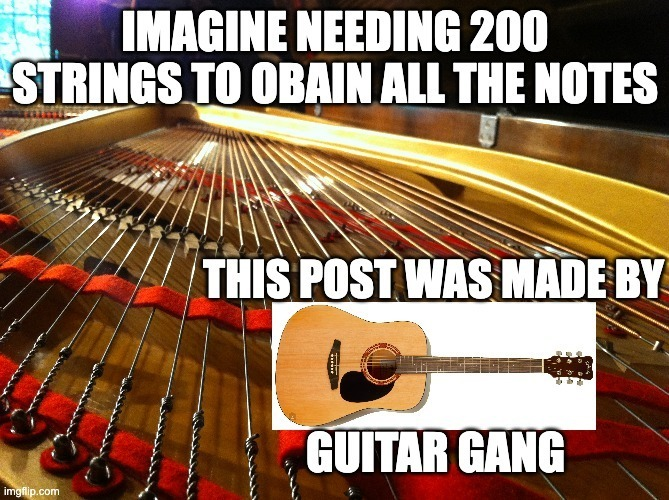 IMAGINE NEEDING 200
STRINGS TO OBAIN ALL THE NOTES
THIS POST WAS MADE BY
GUITAR GANG
imgflip.com